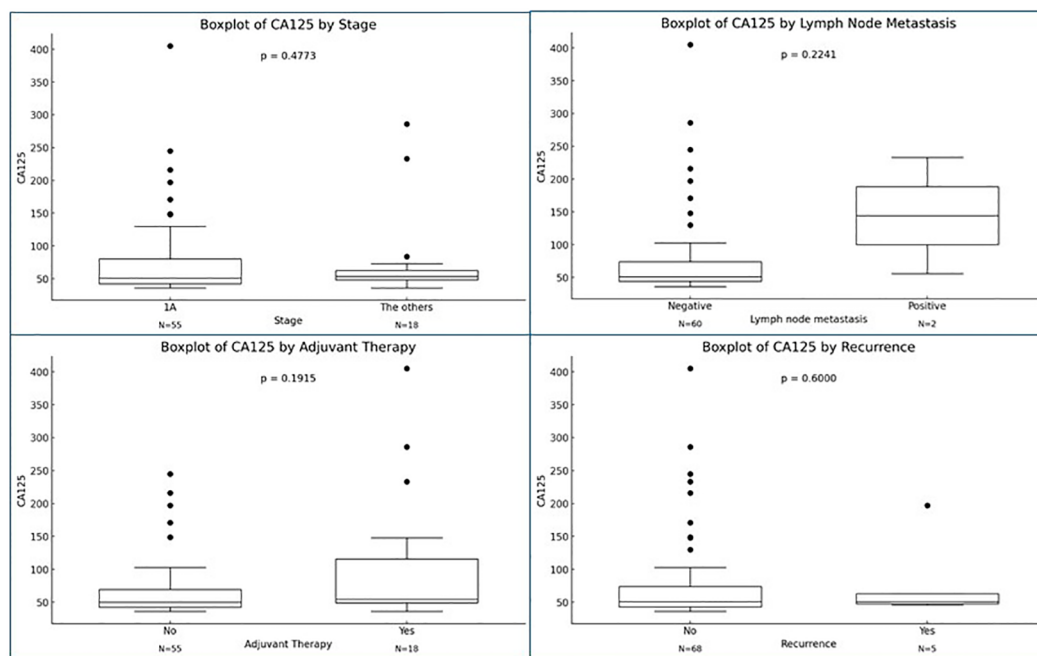 Boxplot of CA125 by Stage
p = 0.4773
400
350
300
250
200
150
100
50
CA125
1A
The others
Stage
N=55
N=18
Boxplot of CA125 by Lymph Node Metastasis
p = 0.2241
400
350
300
250
200
150
100
50
CA125
Negative
Positive
Lymph node metastasis
N=60
N=2
Boxplot of CA125 by Adjuvant Therapy
p = 0.1915
400
350
300
250
200
150
100
50
CA125
No
Yes
Adjuvant Therapy
N=55
N=18
Boxplot of CA125 by Recurrence
p = 0.6000
400
350
300
250
200
150
100
50
CA125
No
Yes
Recurrence
N=68
N=5